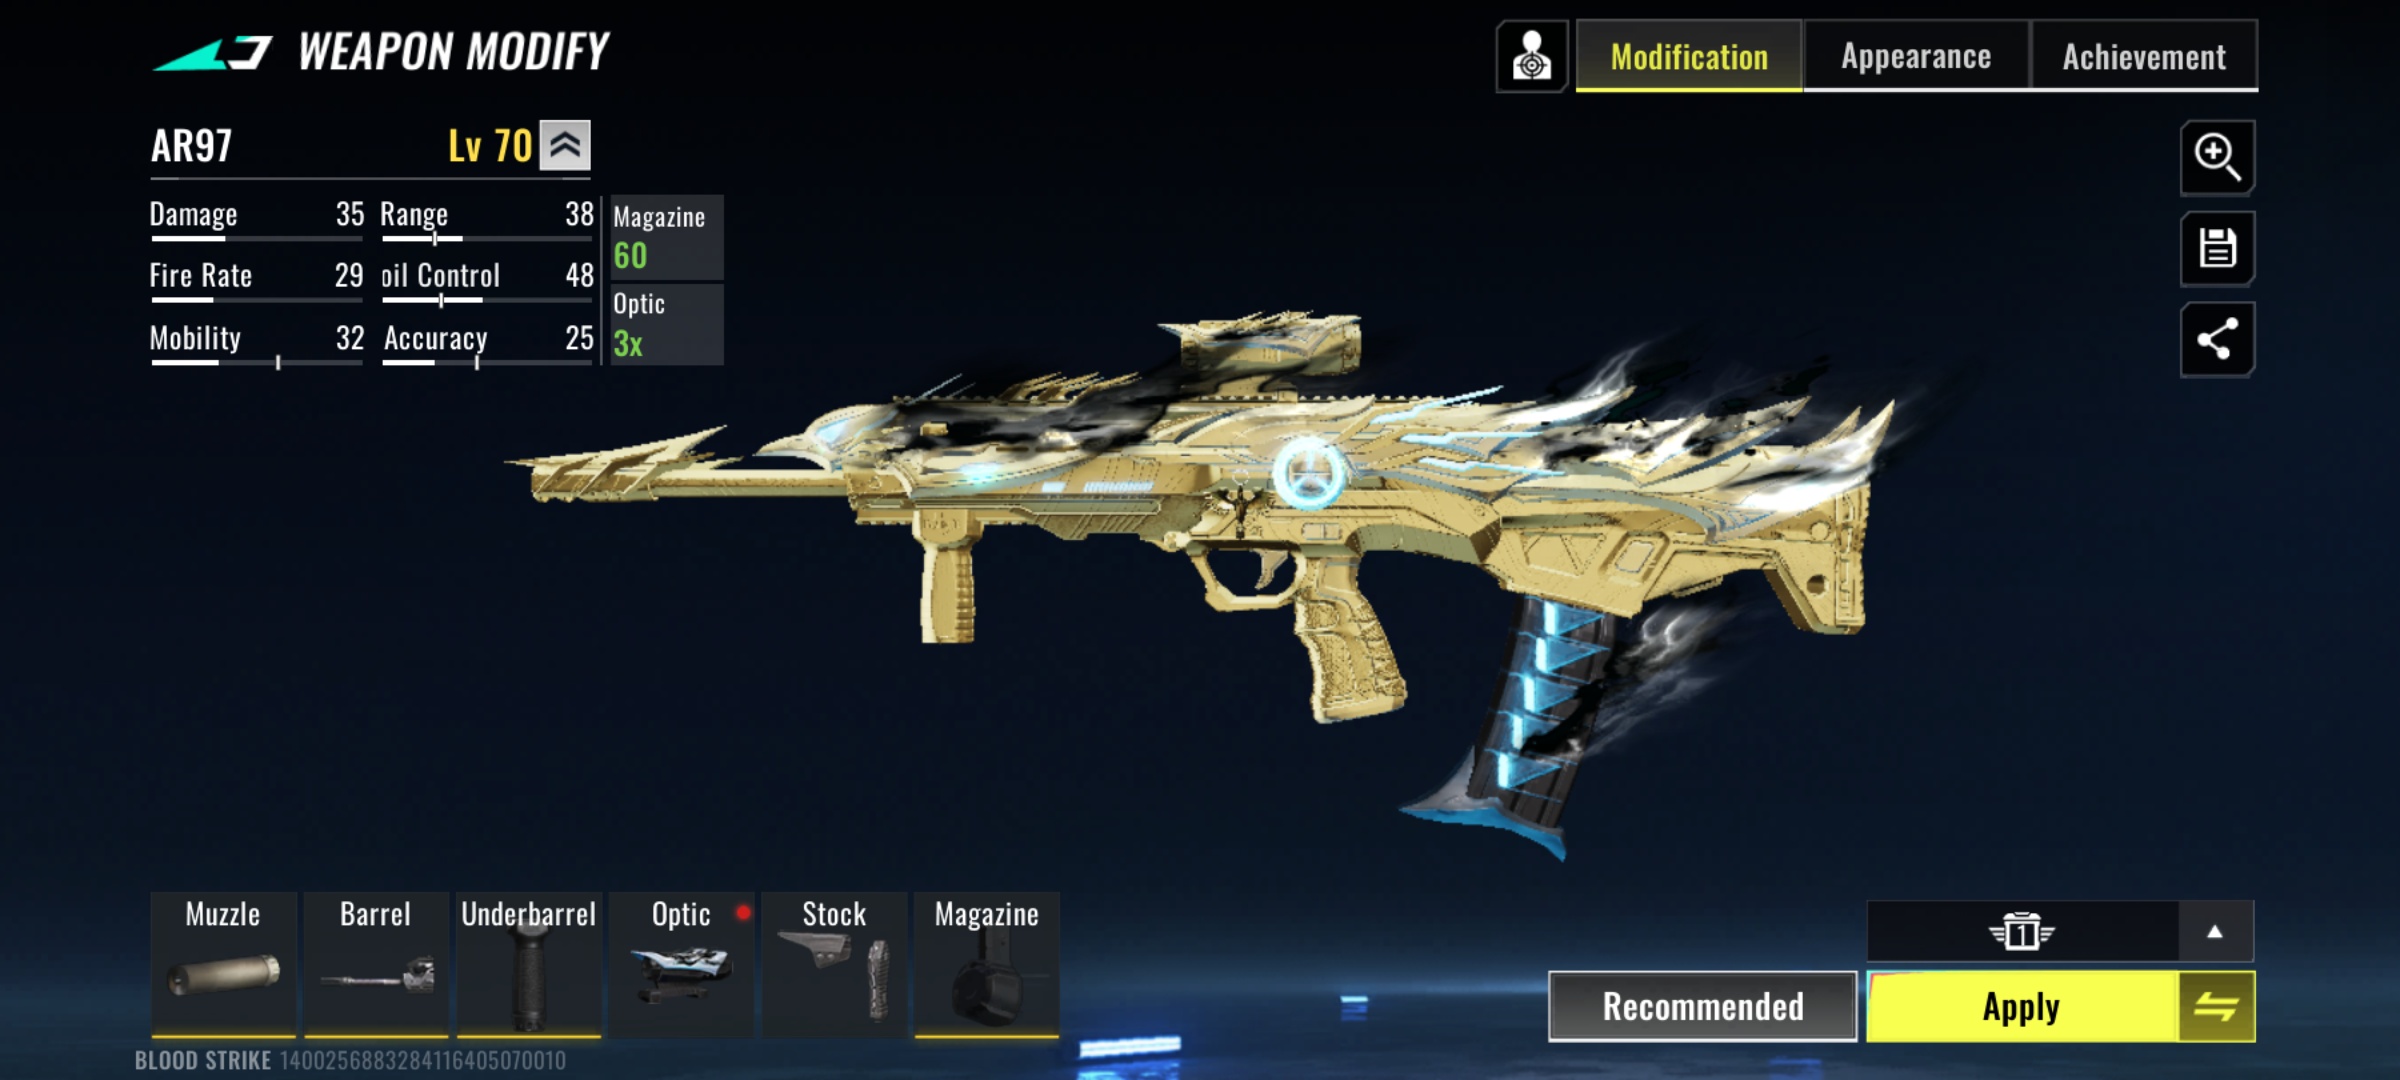 WEAPON MODIFY
Modification
Appearance
Achievement
AR97
Lv 70
Damage 35
Range 38
Magazine
60
Fire Rate 29
oil Control 48
Optic
3x
Mobility 32
Accuracy 25
Muzzle
Barrel
Underbarrel
Optic
Stock
Magazine
1
Recommended
Apply
BLOOD STRIKE 1400256883284116405070010